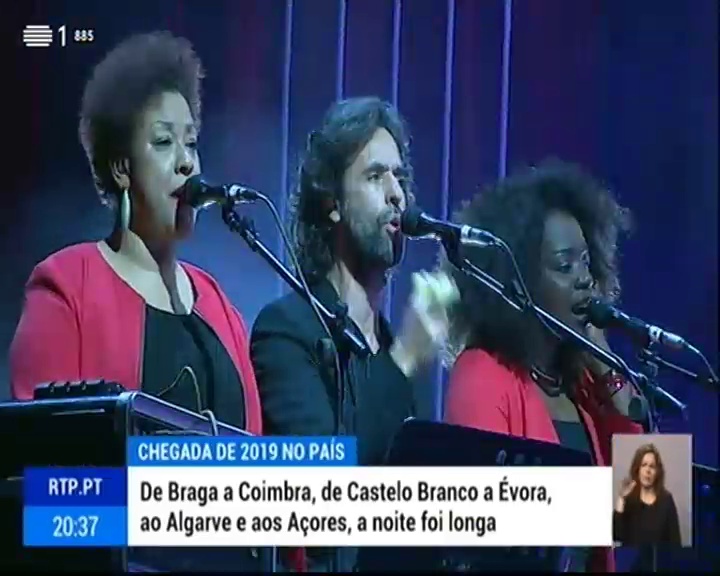 1 885
CHEGADA DE 2019 NO PAÍS
RTP.PT
De Braga a Coimbra, de Castelo Branco a Évora,
20:37
ao Algarve e aos Açores, a noite foi longa